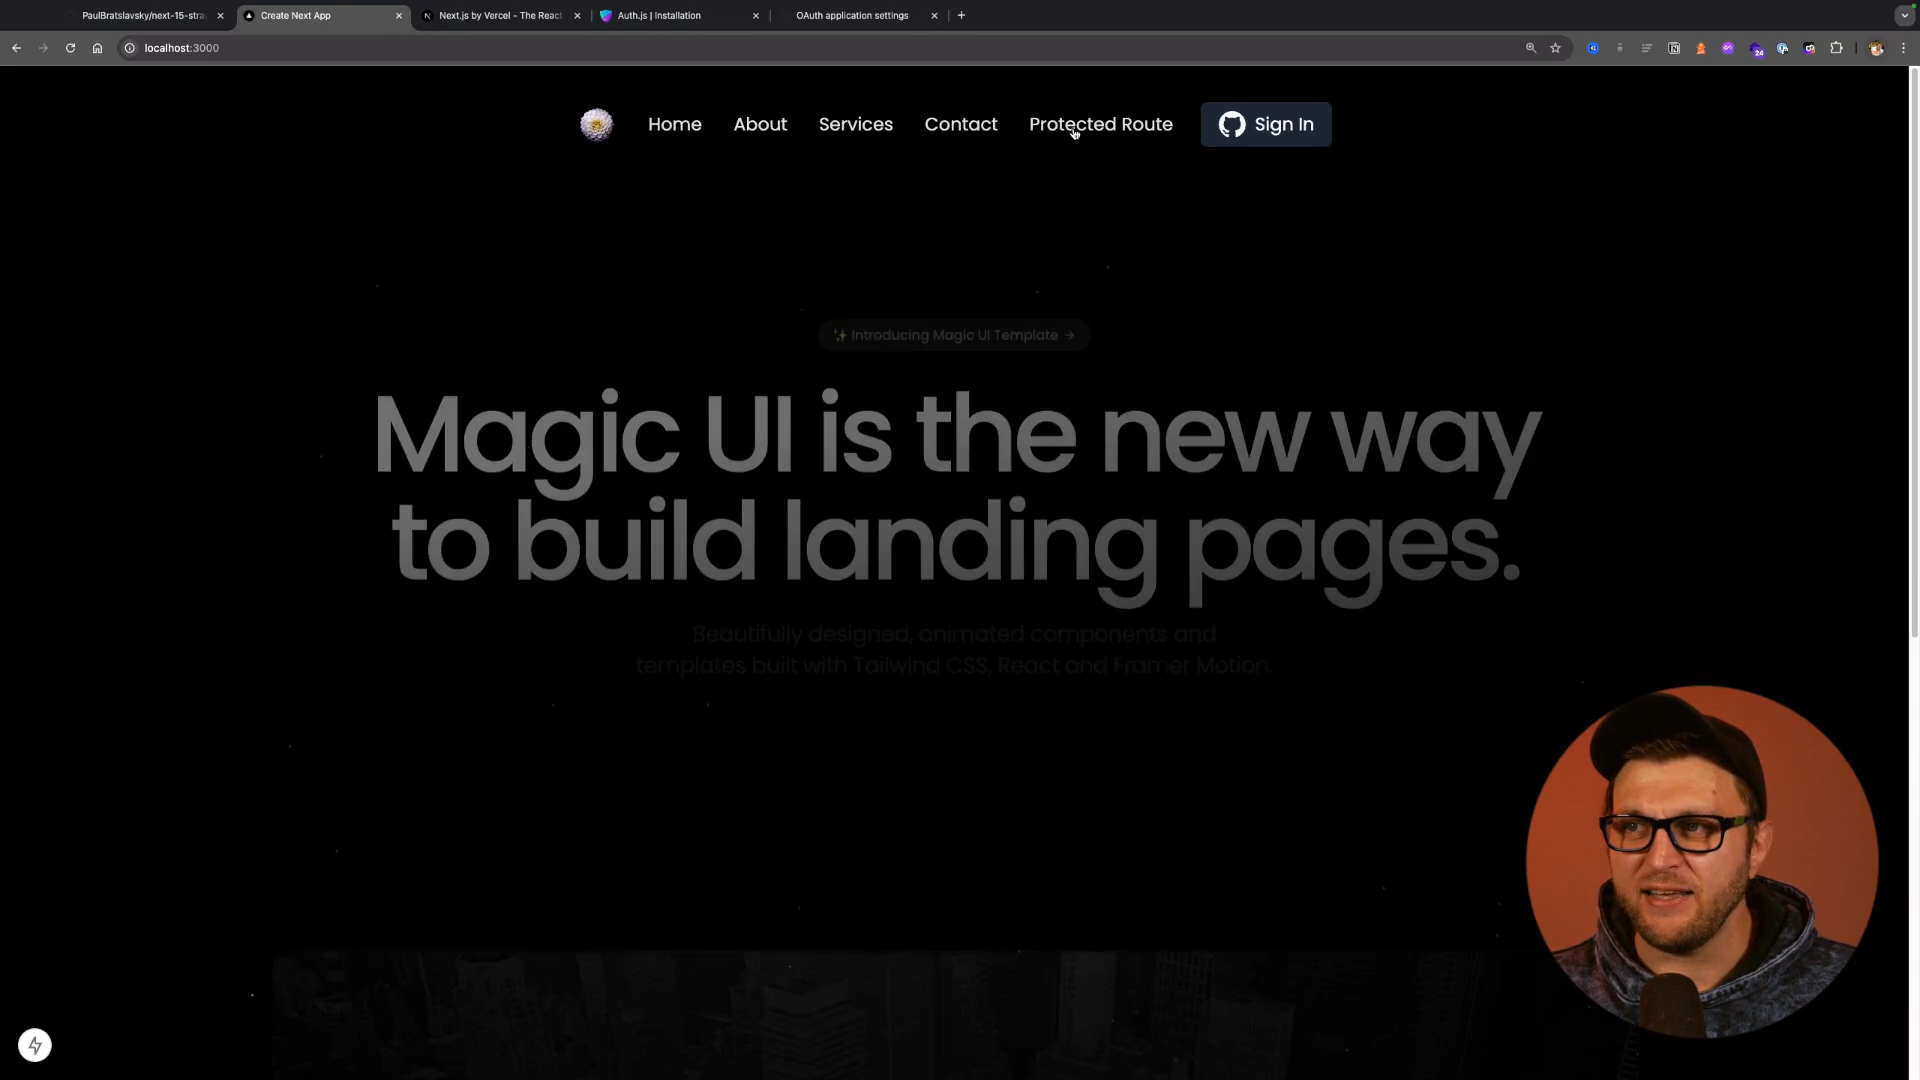 PaulBratslavsky/next-15-stra
Create Next App
Next.js by Vercel - The React
Auth.js | Installation
OAuth application settings
localhost:3000
24
Home
About
Services
Contact
Protected Route
Sign In
✨ Introducing Magic UI Template →
Magic UI is the new way
to build landing pages.
Beautifully designed, animated components and
templates built with Tailwind CSS, React and Framer Motion.